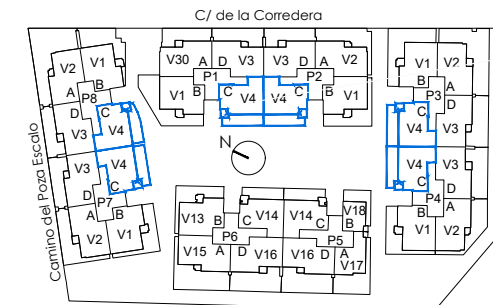 C/ de la Corredera
V30 A D V3 V3 D A V2
P1 P2
V1 B C V4 V4 C B V1
V2 V1
A B
P8
D C
V3 V4
V3 V4
D C
P7
A B
V2 V1
V1 V2
B A
P3
C D
V4 V3
V4 V3
C D
P4
B A
V1 V2
N
V13 B C V14 V14 C B V18
P6 P5
V15 A D V16 V16 D A V17
Camino del Poza Escalo